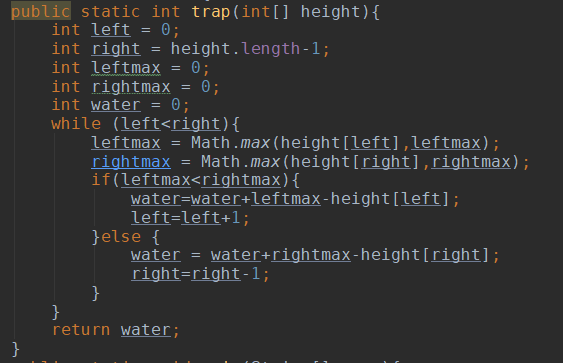 public static int trap(int[] height){
    int left = 0;
    int right = height.length-1;
    int leftmax = 0;
    int rightmax = 0;
    int water = 0;
    while (left<right){
        leftmax = Math.max(height[left],leftmax);
        rightmax = Math.max(height[right],rightmax);
        if(leftmax<rightmax){
            water=water+leftmax-height[left];
            left=left+1;
        }else {
            water = water+rightmax-height[right];
            right=right-1;
        }
    }
    return water;
}